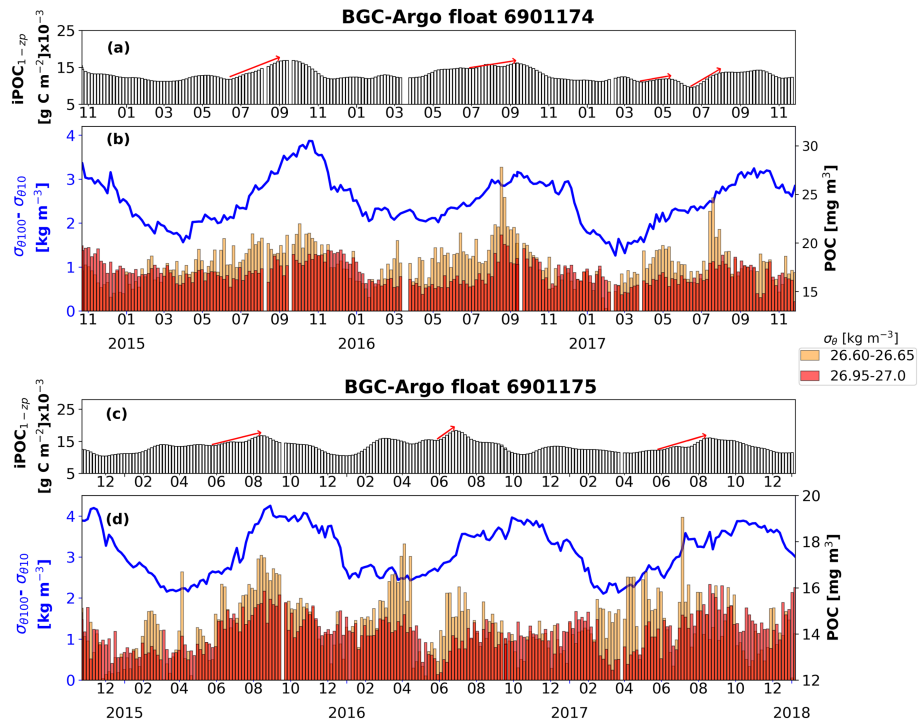 BGC-Argo float 6901174
iPOC1−zp
[g C m−2]x10−3
25
15
5
(a)
11 01 03 05 07 09 11 01 03 05 07 09 11 01 03 05 07 09 11
σθ100- σθ10
[kg m−3]
4
3
2
1
0
(b)
30
25
20
15
POC [mg m3]
11 01 03 05 07 09 11 01 03 05 07 09 11 01 03 05 07 09 11
2015 2016 2017
σθ [kg m−3]
26.60-26.65
26.95-27.0
BGC-Argo float 6901175
iPOC1−zp
[g C m−2]x10−3
25
15
5
(c)
12 02 04 06 08 10 12 02 04 06 08 10 12 02 04 06 08 10 12
σθ100- σθ10
[kg m−3]
4
3
2
1
0
(d)
20
18
16
14
12
POC [mg m3]
12 02 04 06 08 10 12 02 04 06 08 10 12 02 04 06 08 10 12
2015 2016 2017 2018